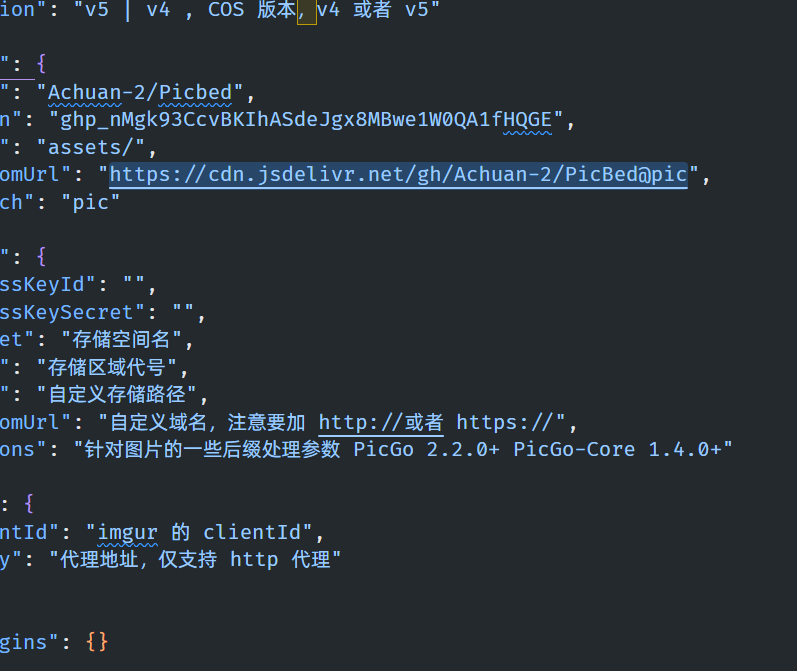 ion": "v5 | v4 , COS 版本，v4 或者 v5"
": {
": "Achuan-2/Picbed",
n": "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",
": "assets/",
omUrl": "https://cdn.jsdelivr.net/gh/Achuan-2/PicBed@pic",
ch": "pic"
": {
ssKeyId": "",
ssKeySecret": "",
et": "存储空间名",
": "存储区域代号",
": "自定义存储路径",
omUrl": "自定义域名，注意要加 http://或者 https://",
ons": "针对图片的一些后缀处理参数 PicGo 2.2.0+ PicGo-Core 1.4.0+"
: {
ntId": "imgur 的 clientId",
y": "代理地址，仅支持 http 代理"
gins": {}